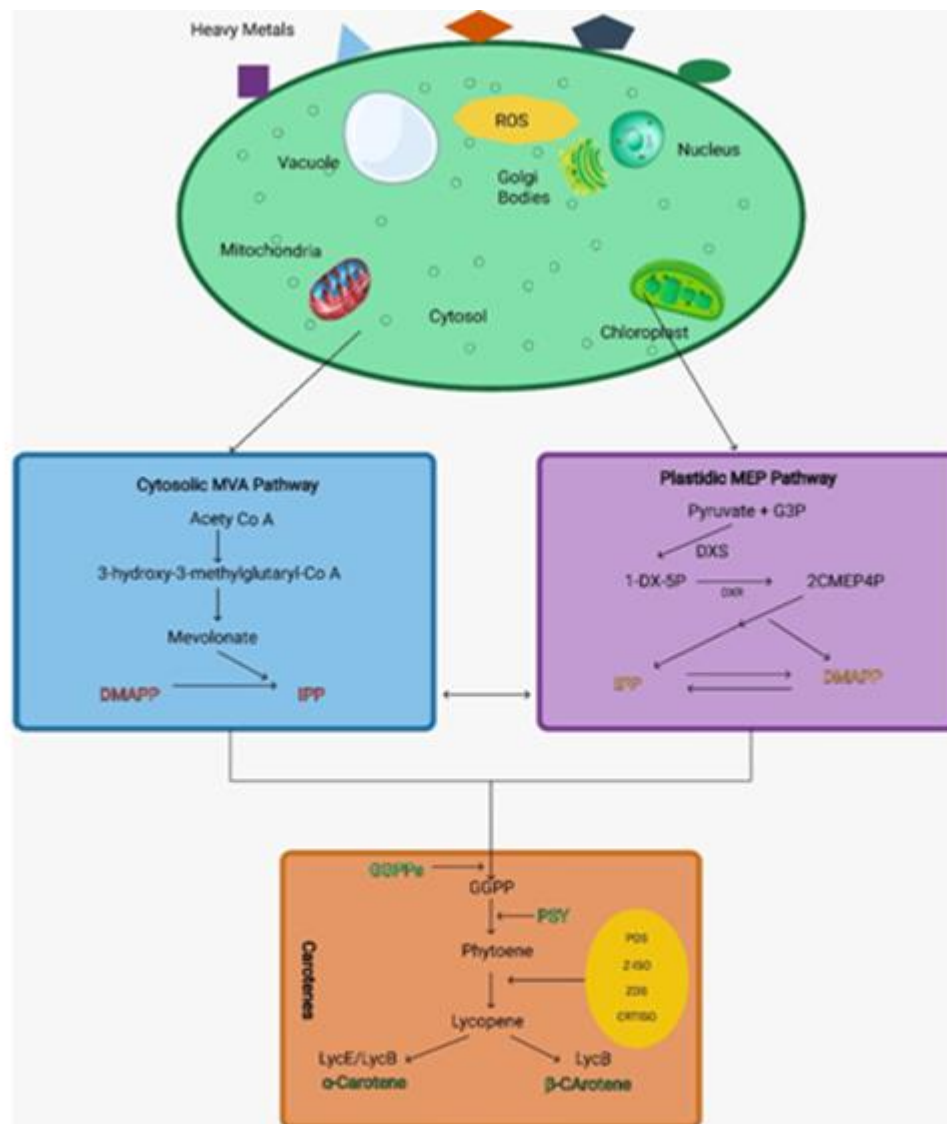 Heavy Metals
ROS
Vacuole
Nucleus
Golgi
Bodies
Mitochondria
Cytosol
Chloroplast
Cytosolic MVA Pathway
Acety Co A
3-hydroxy-3-methylglutaryl-Co A
Mevolonate
DMAPP
IPP
Plastidic MEP Pathway
Pyruvate + G3P
DXS
1-DX-5P
DXR
2CMEP4P
IPP
DMAPP
Carotenes
GGPPs
GGPP
PSY
Phytoene
PDS
Z-ISO
ZDS
CRTISO
Lycopene
LycE/LycB
α-Carotene
LycB
β-CArotene